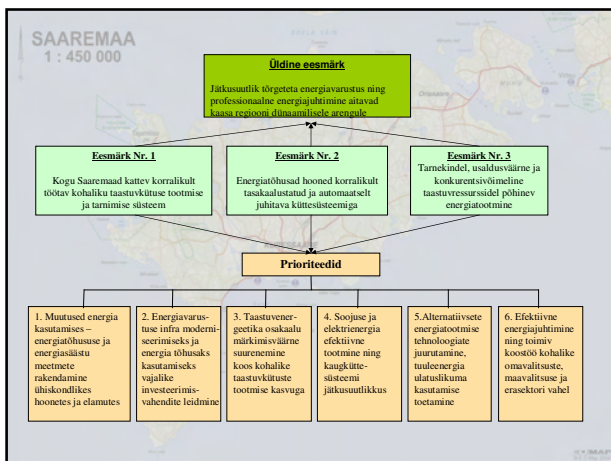 SAAREMAA
1 : 450 000
Üldine eesmärk
Jätkusuutlik tõrgeteta energiavarustus ning
professionaalne energiajuhtimine aitavad
kaasa regiooni dünaamilisele arengule
Eesmärk Nr. 1
Kogu Saaremaad kattev korralikult
töötav kohaliku taastuvkütuse tootmise
ja tarnimise süsteem
Eesmärk Nr. 2
Energiatõhusad hooned korralikult
tasakaalustatud ja automaatselt
juhitava küttesüsteemiga
Eesmärk Nr. 3
Tarnekindel, usaldusväärne ja
konkurentsivõimeline
taastuvressurssidel põhinev
energiatootmine
Prioriteedid
1. Muutused energia
kasutamises –
energiatõhususe ja
energiasäästu
meetmete
rakendamine
ühiskondlikes
hoonetes ja elamutes
2. Energiavarus-
tuse infra moderni-
seerimiseks ja
energia tõhusaks
kasutamiseks
vajalike
investeerimis-
vahendite leidmine
3. Taastuvener-
geetika osakaalu
märkimisväärne
suurenemine
koos kohalike
taastuvkütuste
tootmise kasvuga
4. Soojuse ja
elektrienergia
efektiivne
tootmine ning
kaugkütte-
süsteemi
jätkusuutlikkus
5.Alternatiivsete
energiatootmise
tehnoloogiate
juurutamine,
tuuleenergia
ulatuslikuma
kasutamise
toetamine
6. Efektiivne
energiajuhtimine
ning toimiv
koostöö kohalike
omavalitsuste,
maavalitsuse ja
erasektori vahel